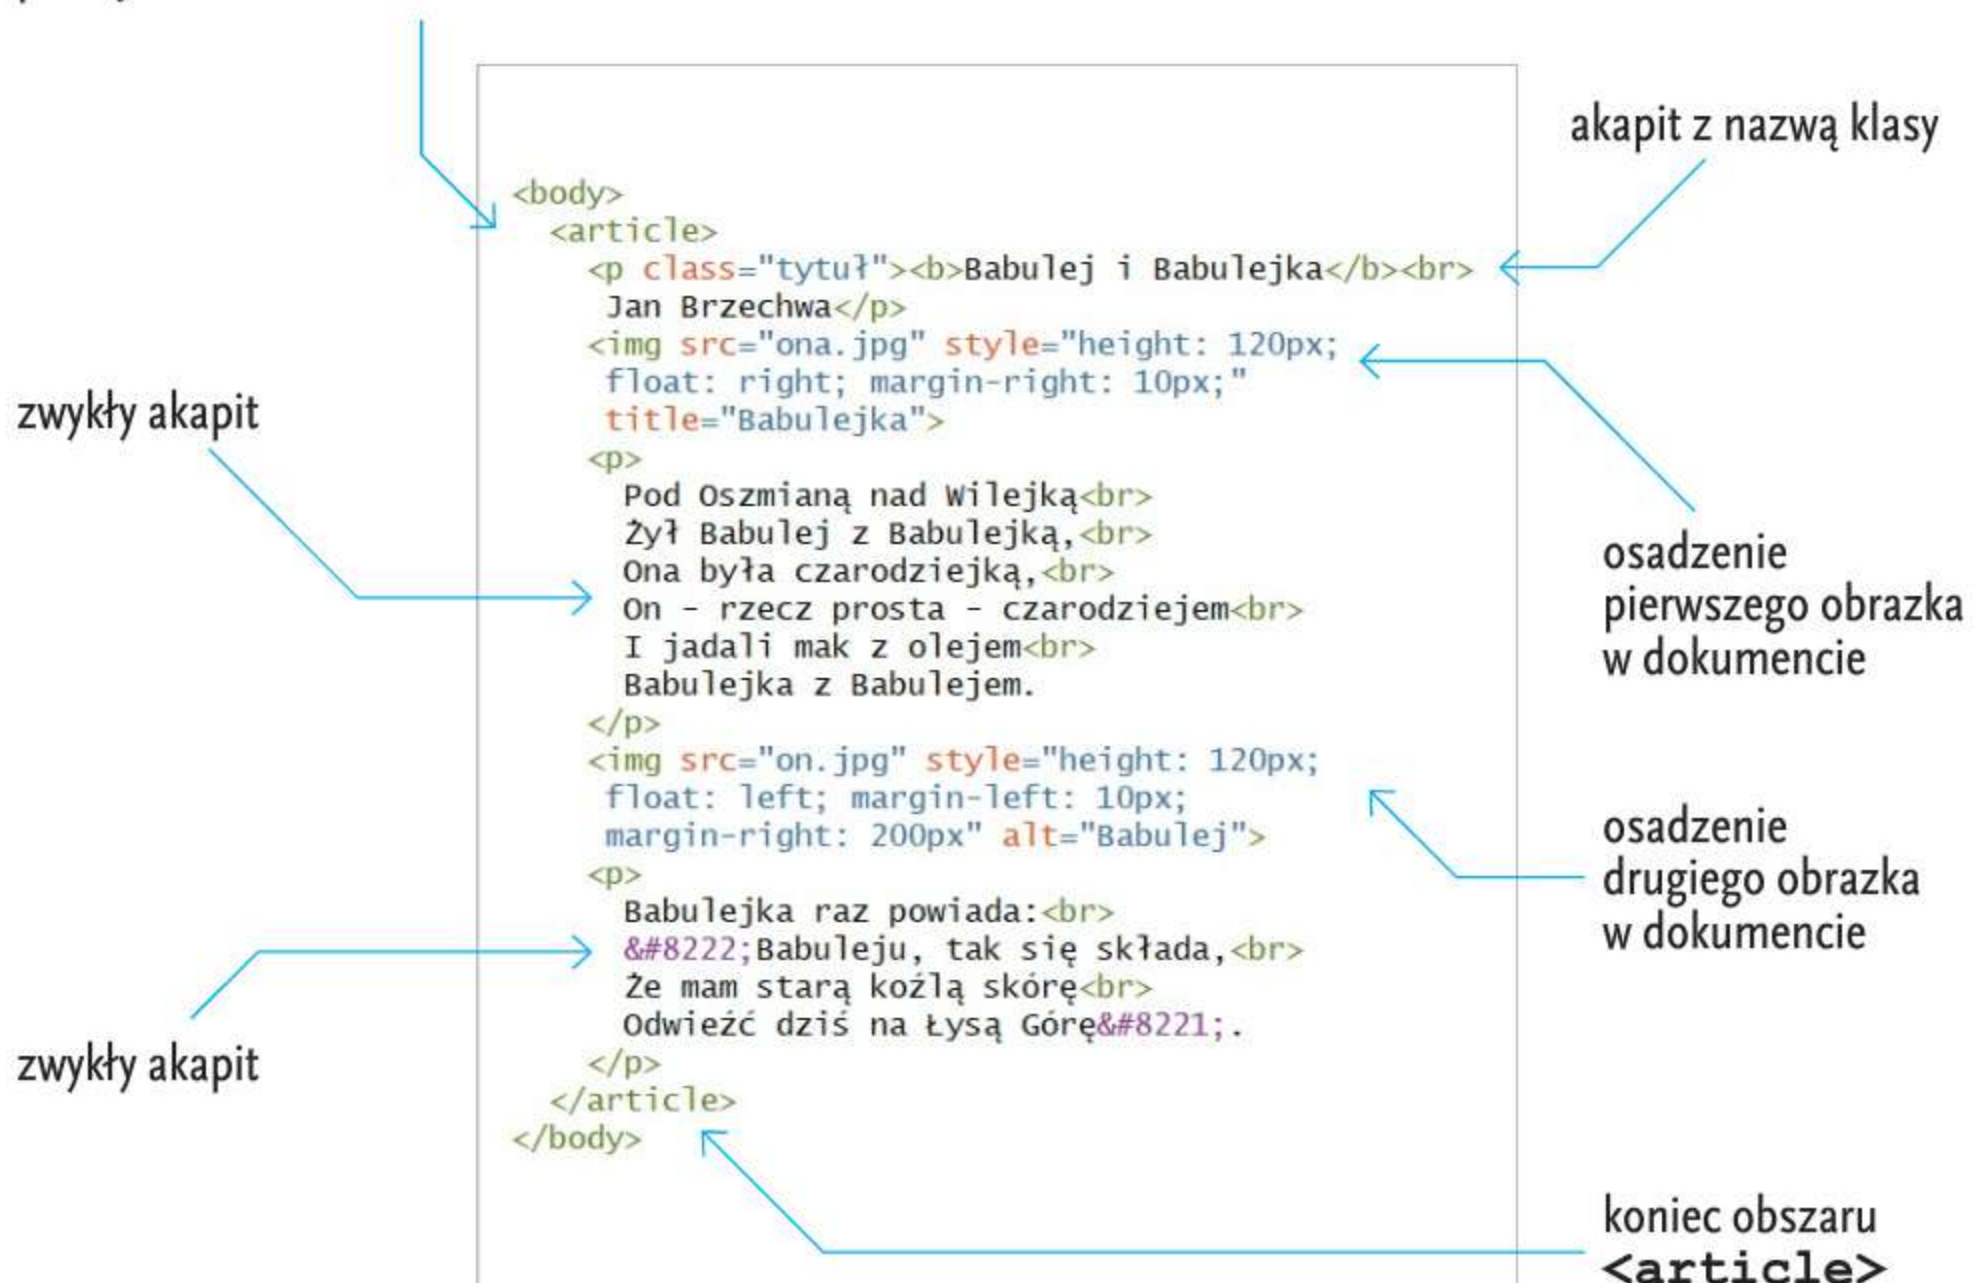 akapit z nazwą klasy
<body>
<article>
<p class="tytuł"><b>Babulej i Babulejka</b><br>
Jan Brzechwa</p>
<img src="ona.jpg" style="height: 120px;
float: right; margin-right: 10px;"
title="Babulejka">
zwykły akapit
<p>
Pod Oszmianą nad Wilejką<br>
Żył Babulej z Babulejką,<br>
Ona była czarodziejką,<br>
On - rzecz prosta - czarodziejem<br>
I jadali mak z olejem<br>
Babulejka z Babulejem.
</p>
osadzenie
pierwszego obrazka
w dokumencie
<img src="on.jpg" style="height: 120px;
float: left; margin-left: 10px;
margin-right: 200px" alt="Babulej">
osadzenie
drugiego obrazka
w dokumencie
<p>
Babulejka raz powiada:<br>
&#8222;Babuleju, tak się składa,<br>
Że mam starą koźlą skórę<br>
Odwieźć dziś na Łysą Górę&#8221;.
</p>
zwykły akapit
</article>
</body>
koniec obszaru
<article>